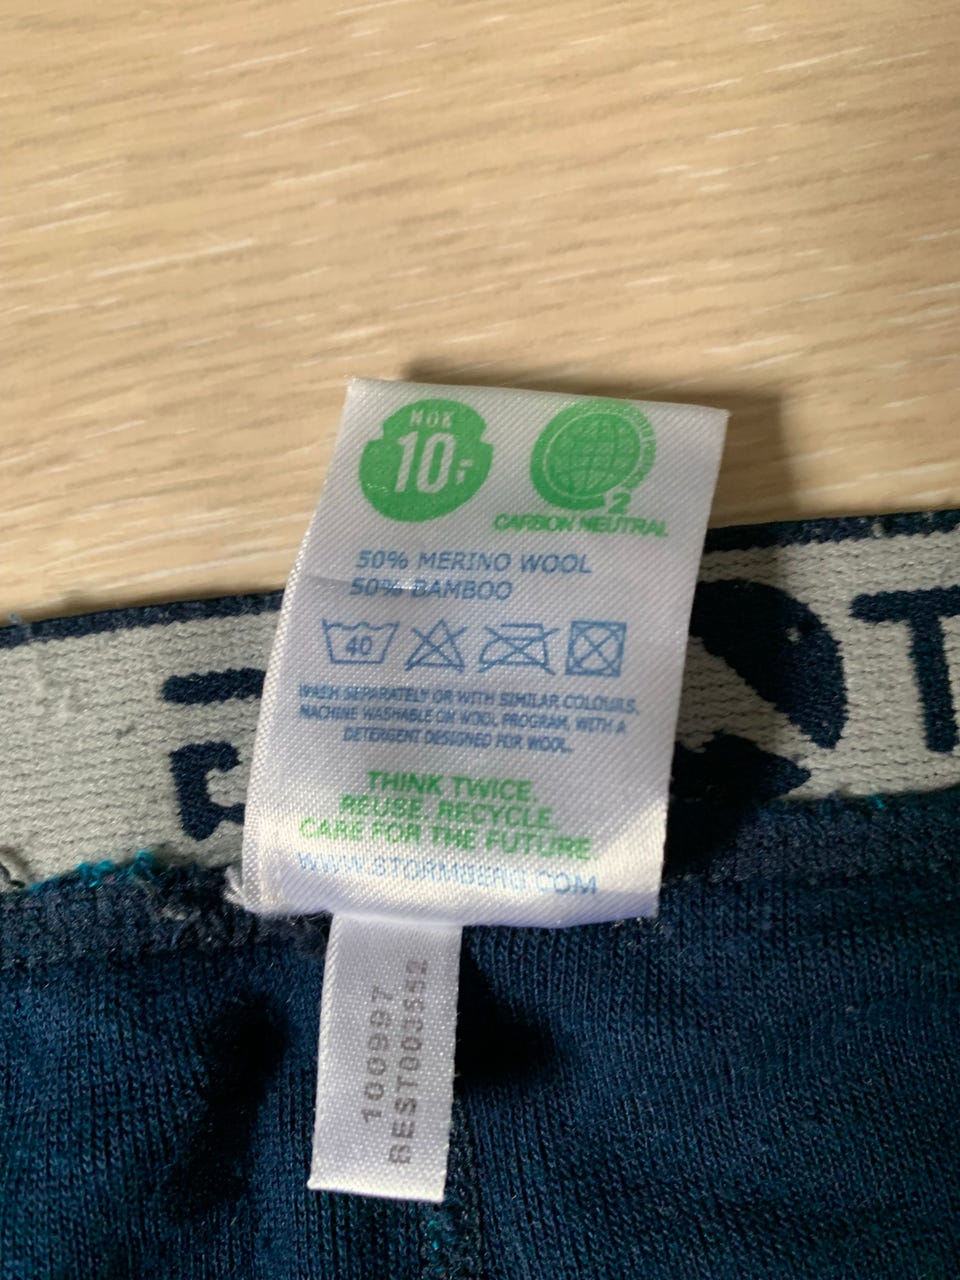 NOK
10,-
2
CARBON NEUTRAL
50% MERINO WOOL
50% BAMBOO
40
WASH SEPARATELY OR WITH SIMILAR COLOURS.
MACHINE WASHABLE ON WOOL PROGRAM, WITH A
DETERGENT DESIGNED FOR WOOL.
THINK TWICE.
REUSE. RECYCLE.
CARE FOR THE FUTURE.
WWW.STORMBERG.COM
100997
BEST003552